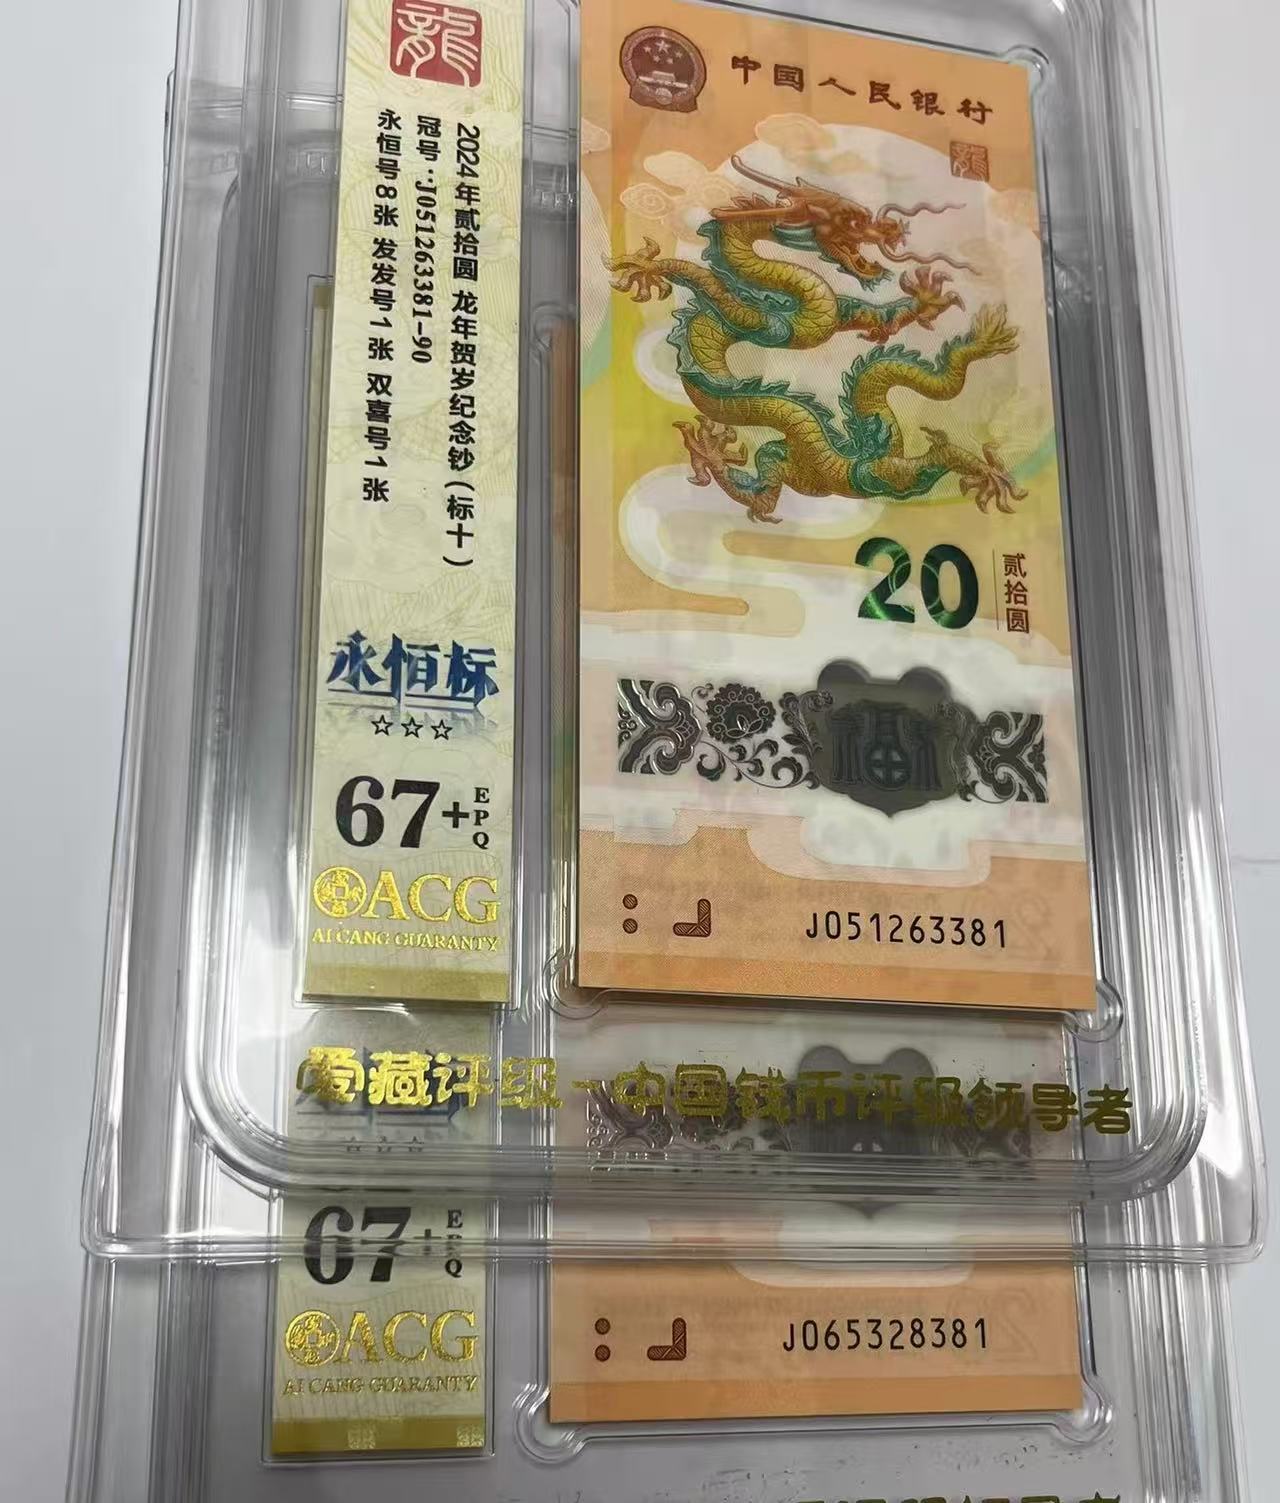 龍
2024年贰拾圆 龙年贺岁纪念钞(标十)
冠号:J051263381-90
永恒号8张 发发号1张 双喜号1张
永恒标
☆☆☆
67+EPQ
ACG
AI CANG GUARANTY
中国人民银行
龍
20
贰拾圆
福
J051263381
爱藏评级-中国钱币评级领导者
67+EPQ
ACG
AI CANG GUARANTY
J065328381